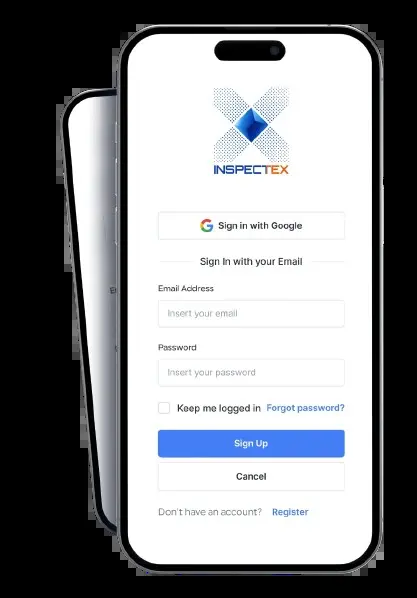 INSPECTEX
Sign in with Google
Sign In with your Email
Email Address
Insert your email
Password
Insert your password
Keep me logged in Forgot password?
Sign Up
Cancel
Don't have an account? Register